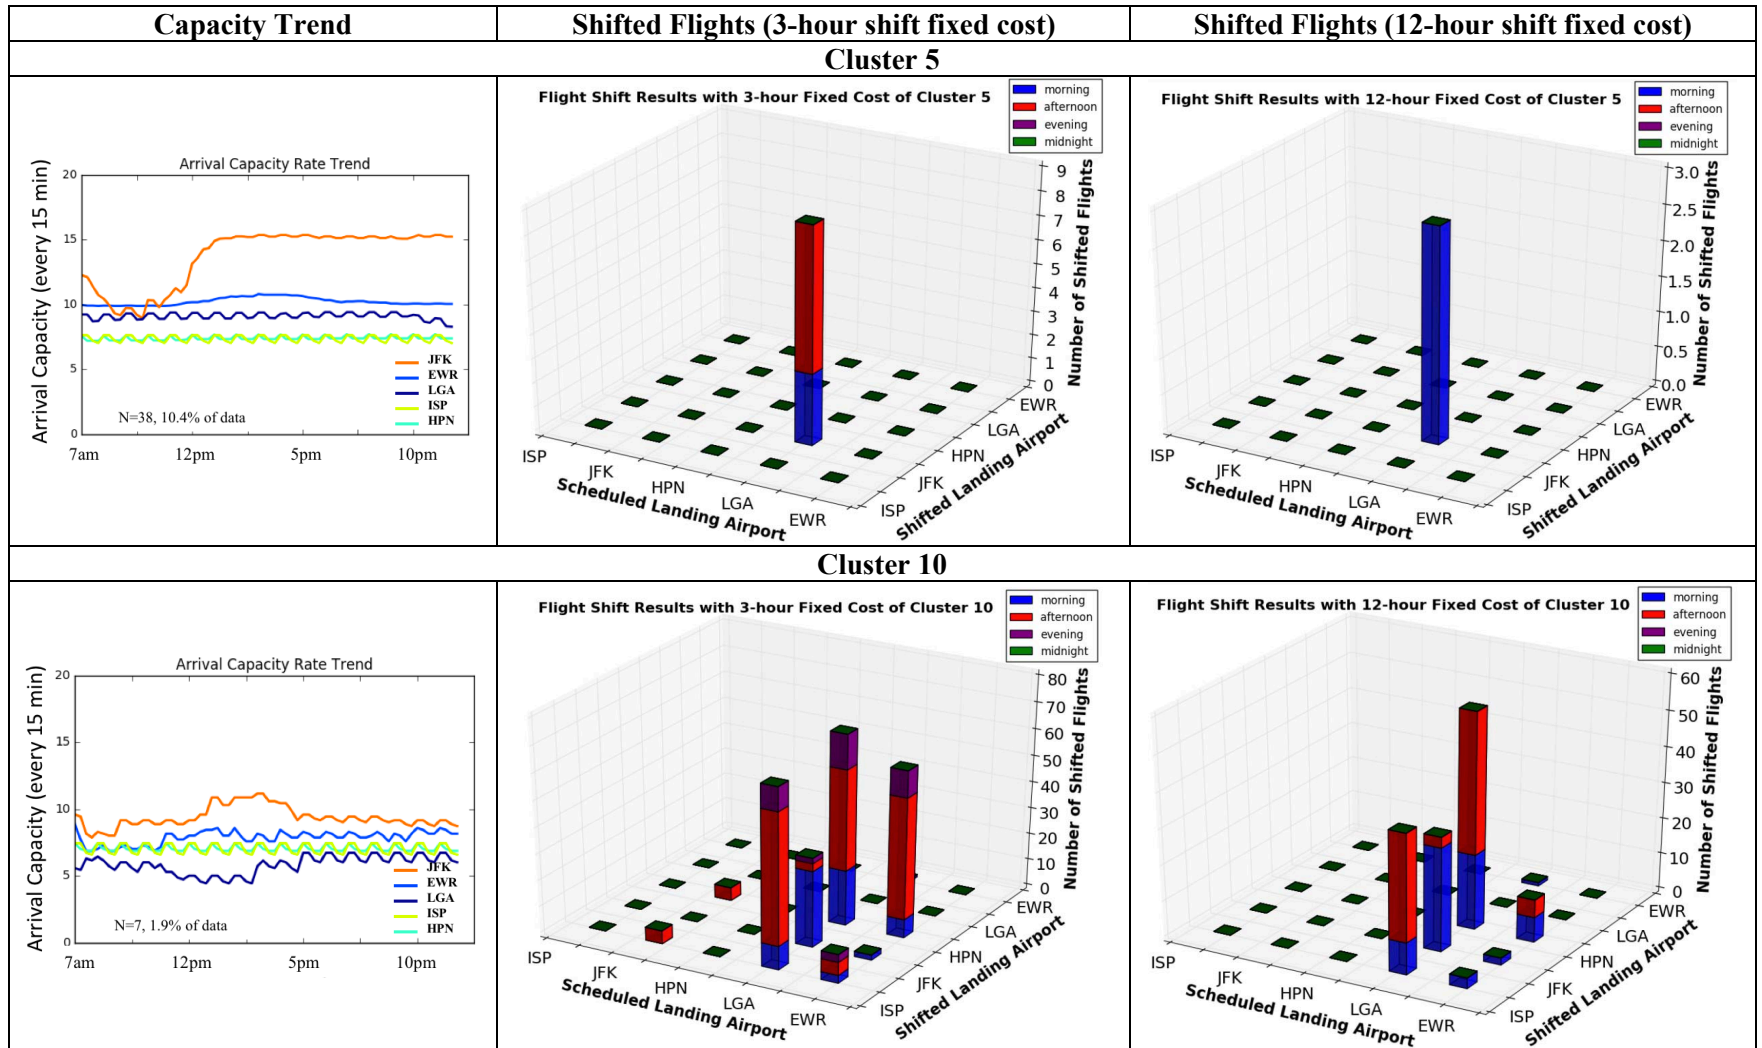 Capacity Trend
Shifted Flights (3-hour shift fixed cost)
Shifted Flights (12-hour shift fixed cost)
Cluster 5
Arrival Capacity Rate Trend
Arrival Capacity (every 15 min)
20
15
10
5
0
7am 12pm 5pm 10pm
JFK
EWR
LGA
ISP
HPN
N=38, 10.4% of data
Flight Shift Results with 3-hour Fixed Cost of Cluster 5
morning
afternoon
evening
midnight
9
8
7
6
5
4
3
2
1
0
Number of Shifted Flights
ISP
JFK
HPN
LGA
EWR
Scheduled Landing Airport
EWR
LGA
HPN
JFK
ISP
Shifted Landing Airport
Flight Shift Results with 12-hour Fixed Cost of Cluster 5
morning
afternoon
evening
midnight
3.0
2.5
2.0
1.5
1.0
0.5
0.0
Number of Shifted Flights
ISP
JFK
HPN
LGA
EWR
Scheduled Landing Airport
EWR
LGA
HPN
JFK
ISP
Shifted Landing Airport
Cluster 10
Arrival Capacity Rate Trend
Arrival Capacity (every 15 min)
20
15
10
5
0
7am 12pm 5pm 10pm
JFK
EWR
LGA
ISP
HPN
N=7, 1.9% of data
Flight Shift Results with 3-hour Fixed Cost of Cluster 10
morning
afternoon
evening
midnight
80
70
60
50
40
30
20
10
0
Number of Shifted Flights
ISP
JFK
HPN
LGA
EWR
Scheduled Landing Airport
EWR
LGA
HPN
JFK
ISP
Shifted Landing Airport
Flight Shift Results with 12-hour Fixed Cost of Cluster 10
morning
afternoon
evening
midnight
60
50
40
30
20
10
0
Number of Shifted Flights
ISP
JFK
HPN
LGA
EWR
Scheduled Landing Airport
EWR
LGA
HPN
JFK
ISP
Shifted Landing Airport